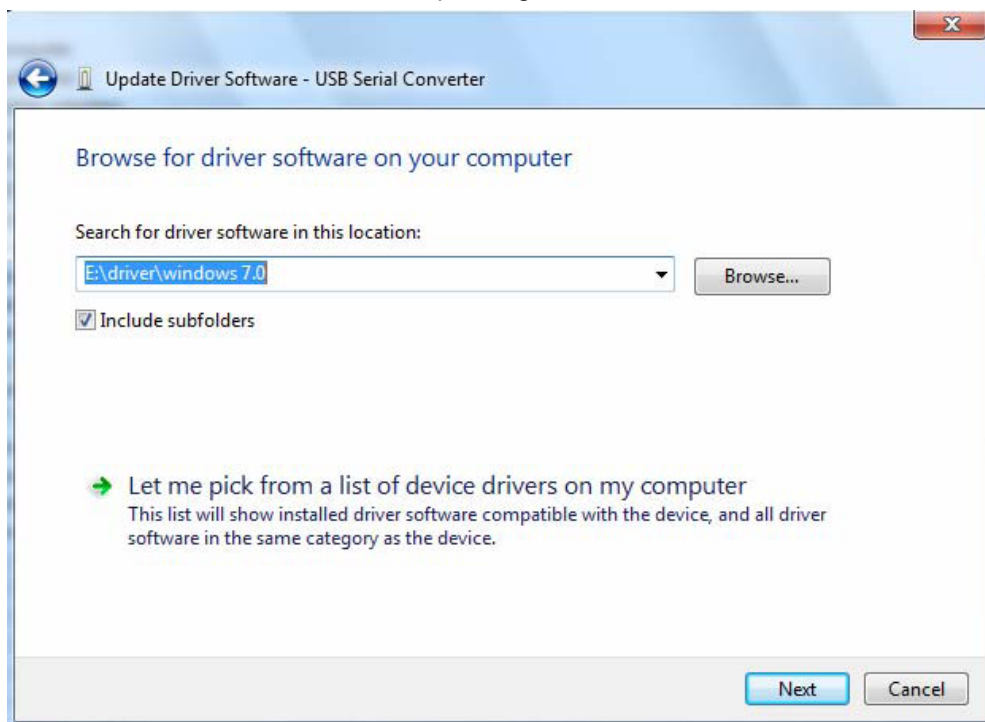 Update Driver Software - USB Serial Converter
Browse for driver software on your computer
Search for driver software in this location:
E:\driver\windows 7.0
Browse...
Include subfolders
Let me pick from a list of device drivers on my computer
This list will show installed driver software compatible with the device, and all driver
software in the same category as the device.
Next
Cancel